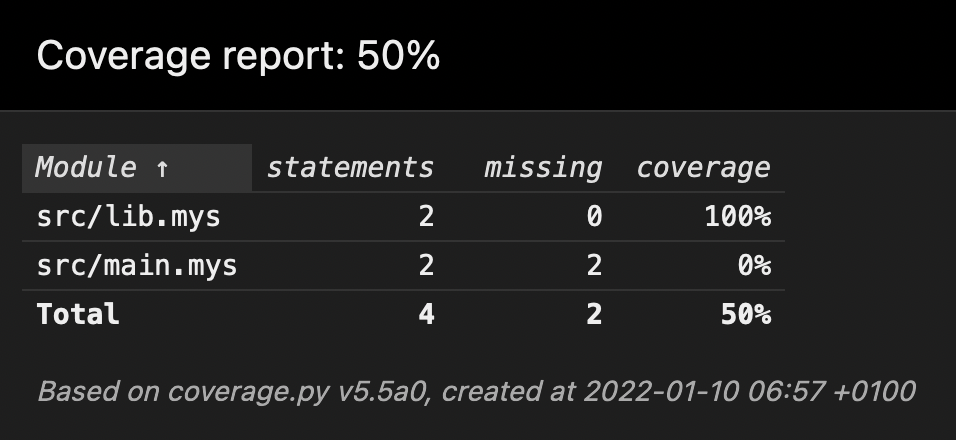 Coverage report: 50%
Module ↑ statements missing coverage
src/lib.mys 2 0 100%
src/main.mys 2 2 0%
Total 4 2 50%
Based on coverage.py v5.5a0, created at 2022-01-10 06:57 +0100